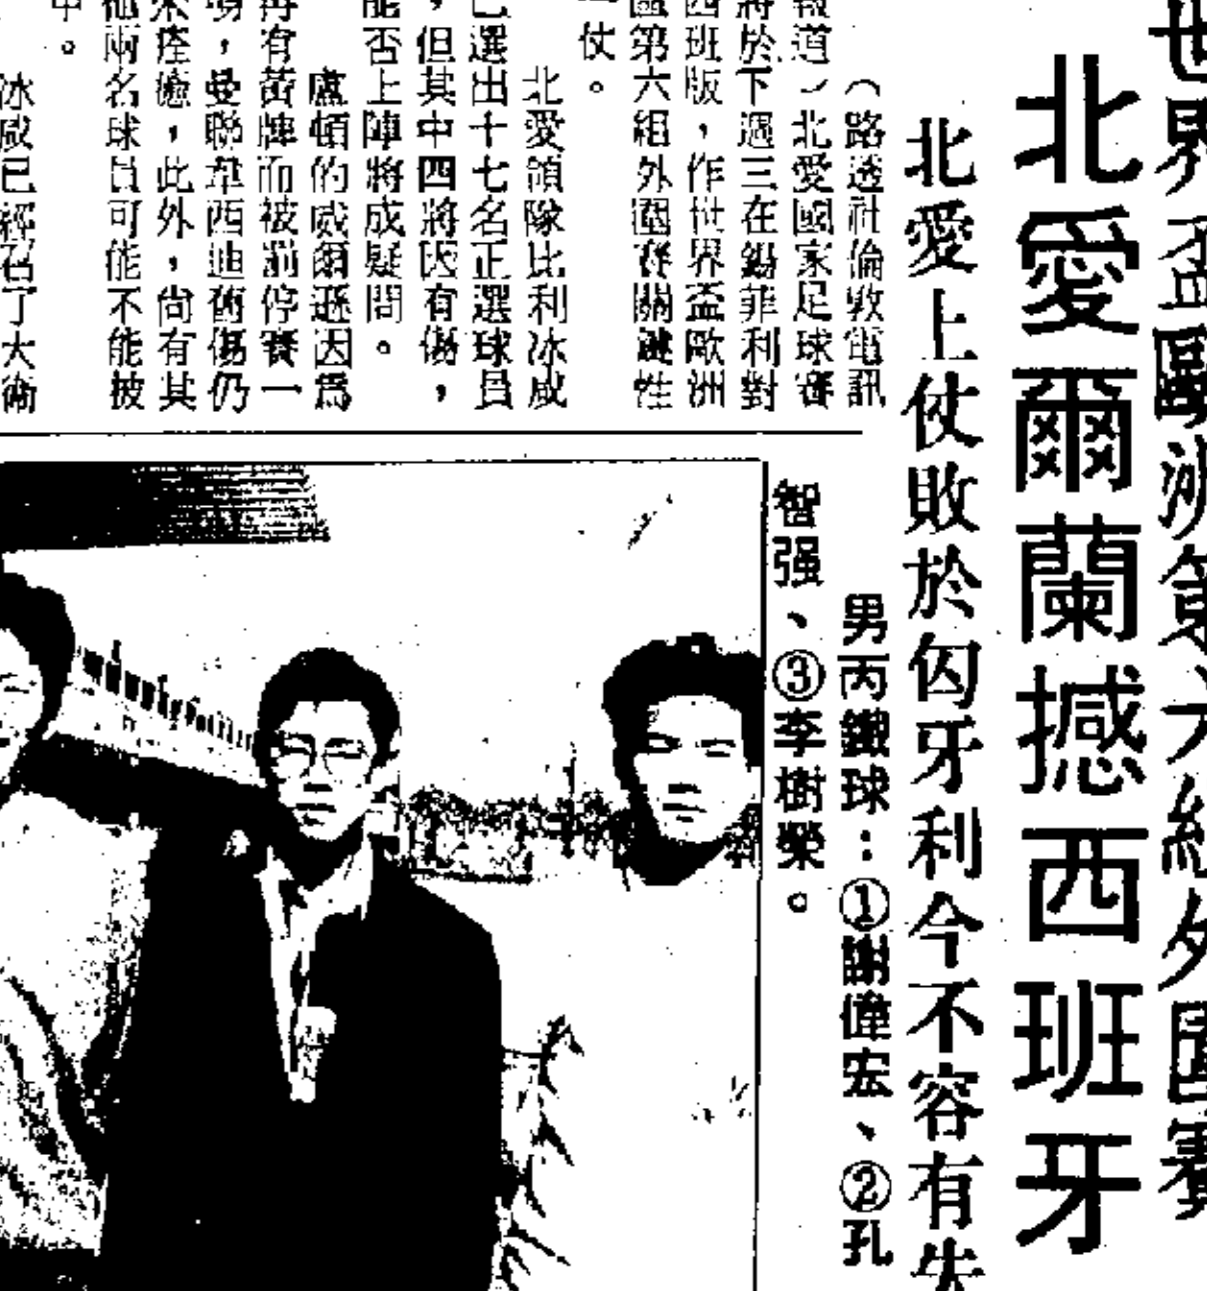 世界盃歐洲第六組外圍賽
北愛爾蘭撼西班牙
北愛上仗敗於匈牙利今不容有失
（路透社倫敦電訊
報道）北愛國家足球隊
將於下週三在錫菲利對
西班版，作世界盃歐洲
區第六組外圍賽關鍵性
一仗。
北愛領隊比利冰咸
已選出十七名正選球員
，但其中四將因有傷，
能否上陣將成疑問。
盧頓的威爾遜因爲
再有黃牌而被罰停賽一
場，曼聯韋西迪舊傷仍
未痊癒，此外，尚有其
他兩名球員可能不能披
中。
冰咸已經召了大衛
男丙鐵球：①謝偉宏、②孔
智强、③李樹榮。